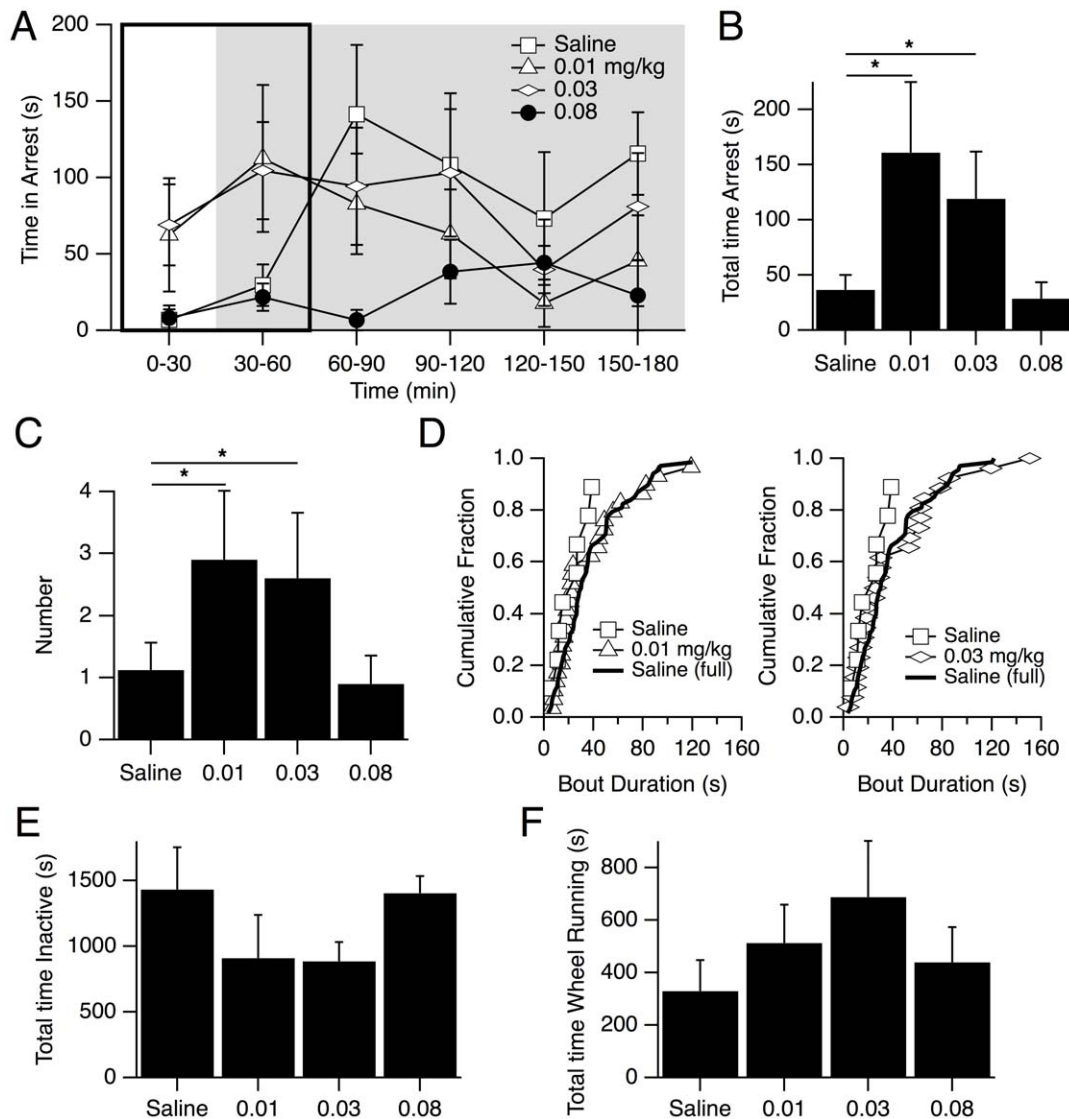 A
Time in Arrest (s)
200
150
100
50
0
Saline
0.01 mg/kg
0.03
0.08
0-30 30-60 60-90 90-120 120-150 150-180
Time (min)
B
Total time Arrest (s)
200
150
100
50
0
* *
Saline 0.01 0.03 0.08
C
Number
4
3
2
1
0
* *
Saline 0.01 0.03 0.08
D
Cumulative Fraction
1.0
0.8
0.6
0.4
0.2
0.0
Saline
0.01 mg/kg
Saline (full)
0 40 80 120 160
Bout Duration (s)
Cumulative Fraction
1.0
0.8
0.6
0.4
0.2
0.0
Saline
0.03 mg/kg
Saline (full)
0 40 80 120 160
Bout Duration (s)
E
Total time Inactive (s)
1500
1000
500
0
Saline 0.01 0.03 0.08
F
Total time Wheel Running (s)
800
600
400
200
0
Saline 0.01 0.03 0.08